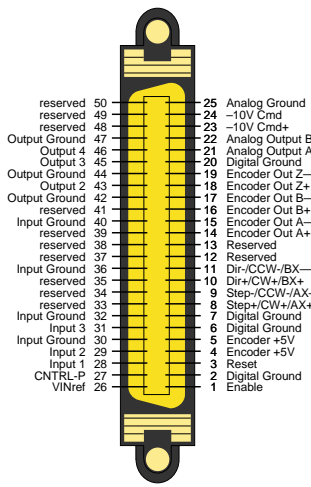 reserved 50 25 Analog Ground
reserved 49 24 –10V Cmd
reserved 48 23 –10V Cmd+
Output Ground 47 22 Analog Output B
Output 4 46 21 Analog Output A
Output 3 45 20 Digital Ground
Output Ground 44 19 Encoder Out Z—
Output 2 43 18 Encoder Out Z+
Output Ground 42 17 Encoder Out B—
reserved 41 16 Encoder Out B+
Input Ground 40 15 Encoder Out A—
reserved 39 14 Encoder Out A+
reserved 38 13 Reserved
reserved 37 12 Reserved
Input Ground 36 11 Dir-/CCW-/BX—
reserved 35 10 Dir+/CW+/BX+
reserved 34 9 Step-/CCW-/AX-
reserved 33 8 Step+/CW+/AX+
Input Ground 32 7 Digital Ground
Input 3 31 6 Digital Ground
Input Ground 30 5 Encoder +5V
Input 2 29 4 Encoder +5V
Input 1 28 3 Reset
CNTRL-P 27 2 Digital Ground
VINref 26 1 Enable